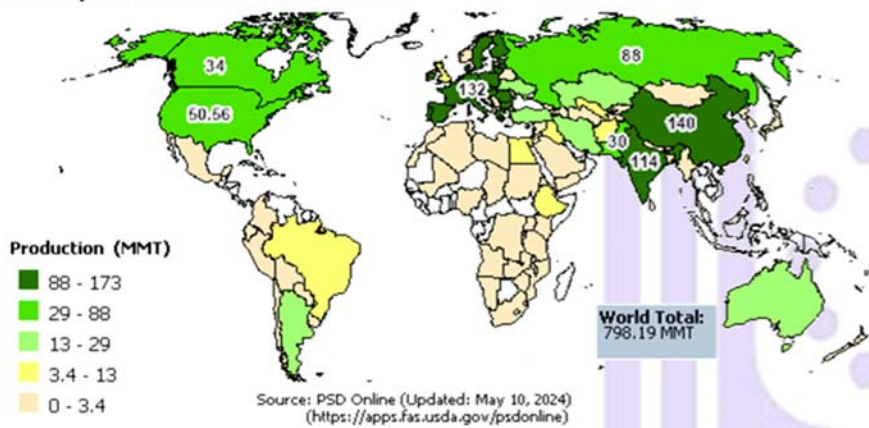 34
50.56
132
88
140
30
114
Production (MMT)
88 - 173
29 - 88
13 - 29
3.4 - 13
0 - 3.4
World Total:
798.19 MMT
Source: PSD Online (Updated: May 10, 2024)
(https://apps.fas.usda.gov/psdonline)